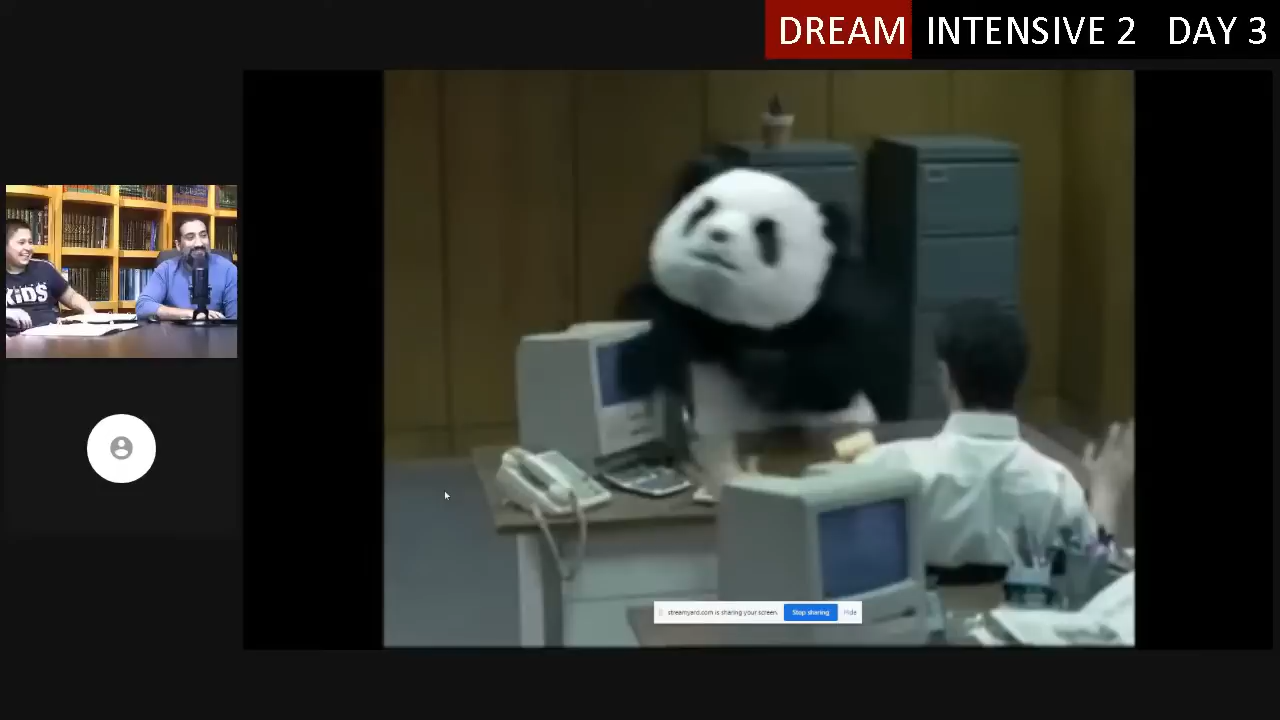 DREAM INTENSIVE 2 DAY 3
KiDS
streamyard.com is sharing your screen.
Stop sharing
Hide